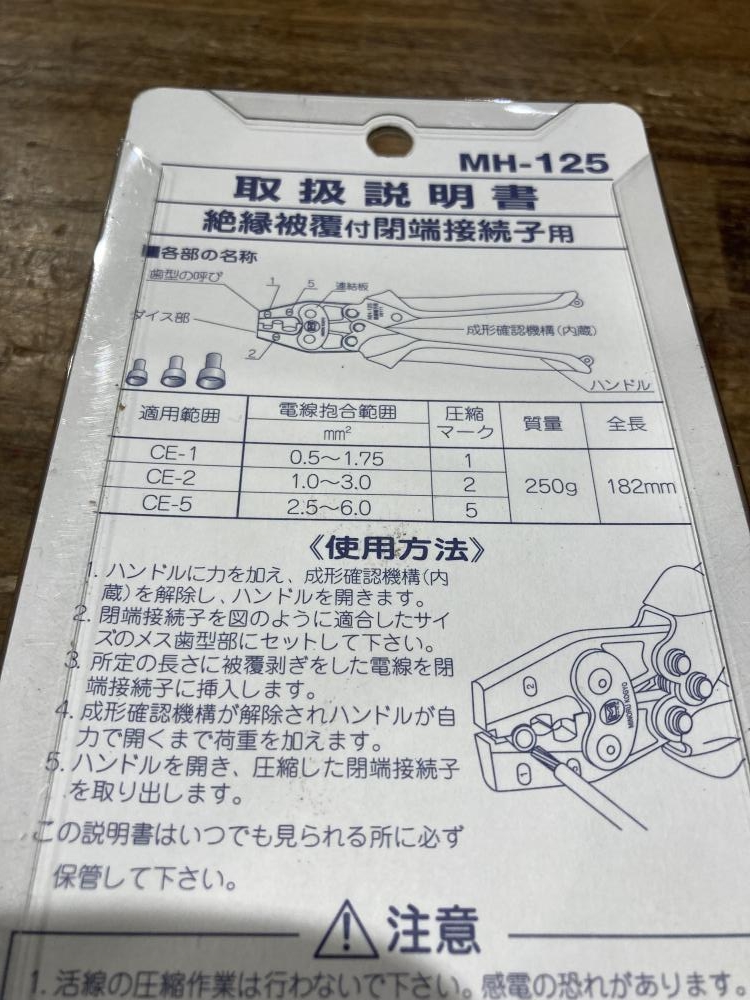 MH-125
取扱説明書
絶縁被覆付閉端接続子用
■各部の名称
歯型の呼び
1
5
連結板
ダイス部
成形確認機構(内蔵)
2
ハンドル
適用範囲 電線抱合範囲 mm² 圧縮マーク 質量 全長
CE-1 0.5〜1.75 1
CE-2 1.0〜3.0 2 250g 182mm
CE-5 2.5〜6.0 5
《使用方法》
1. ハンドルに力を加え、成形確認機構(内
蔵)を解除し、ハンドルを開きます。
2. 閉端接続子を図のように適合したサイ
ズのメス歯型部にセットして下さい。
3. 所定の長さに被覆剥ぎをした電線を閉
端接続子に挿入します。
4. 成形確認機構が解除されハンドルが自
力で開くまで荷重を加えます。
5. ハンドルを開き、圧縮した閉端接続子
を取り出します。
2
1
MINORU KOGYO
この説明書はいつでも見られる所に必ず
保管して下さい。
注意
1. 活線の圧縮作業は行わないで下さい。感電の恐れがあります。